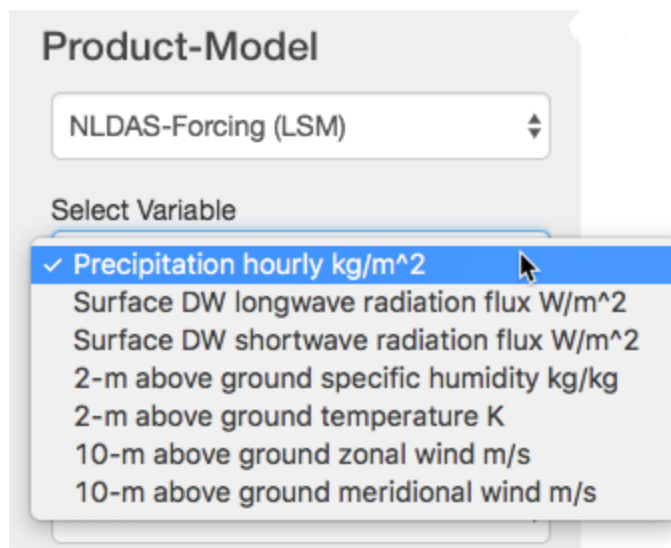 Product-Model
NLDAS-Forcing (LSM)
Select Variable
✓ Precipitation hourly kg/m^2
Surface DW longwave radiation flux W/m^2
Surface DW shortwave radiation flux W/m^2
2-m above ground specific humidity kg/kg
2-m above ground temperature K
10-m above ground zonal wind m/s
10-m above ground meridional wind m/s